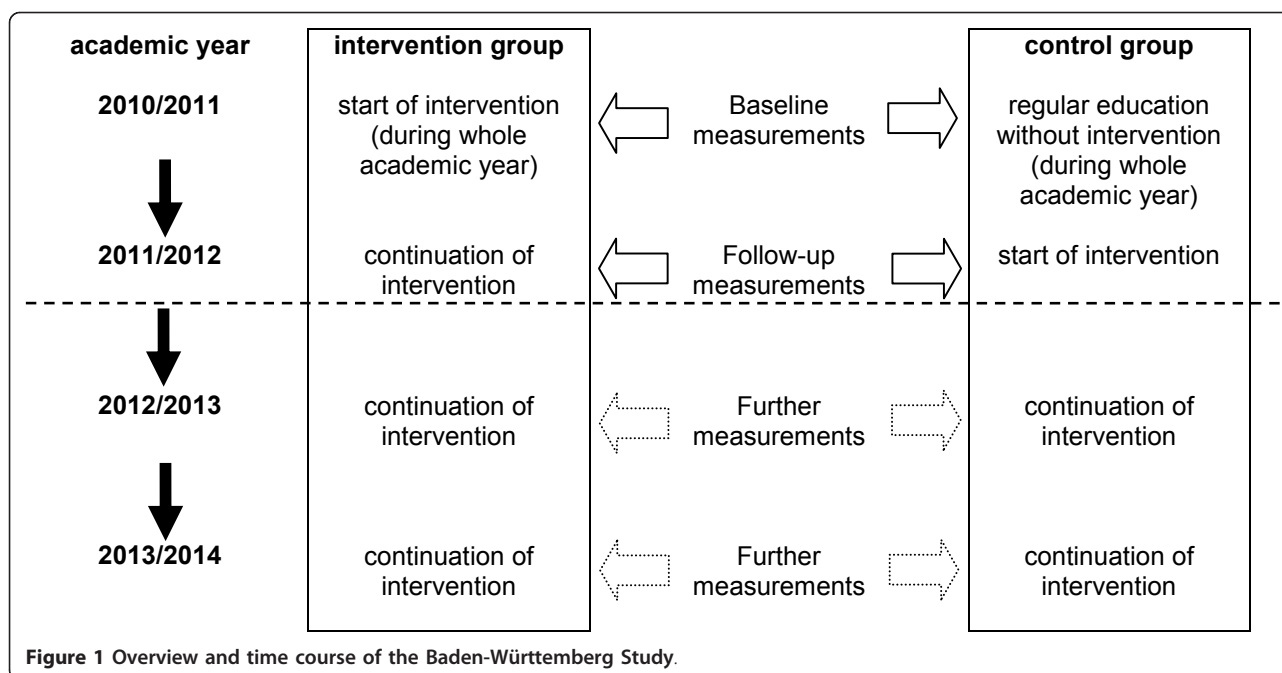 academic year
intervention group
control group
2010/2011
start of intervention
(during whole
academic year)
Baseline
measurements
regular education
without intervention
(during whole
academic year)
2011/2012
continuation of
intervention
Follow-up
measurements
start of intervention
2012/2013
continuation of
intervention
Further
measurements
continuation of
intervention
2013/2014
continuation of
intervention
Further
measurements
continuation of
intervention
Figure 1 Overview and time course of the Baden-Württemberg Study.